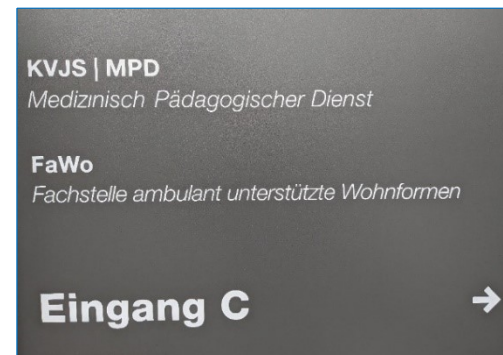 KVJS | MPD
Medizinisch Pädagogischer Dienst
FaWo
Fachstelle ambulant unterstützte Wohnformen
Eingang C →